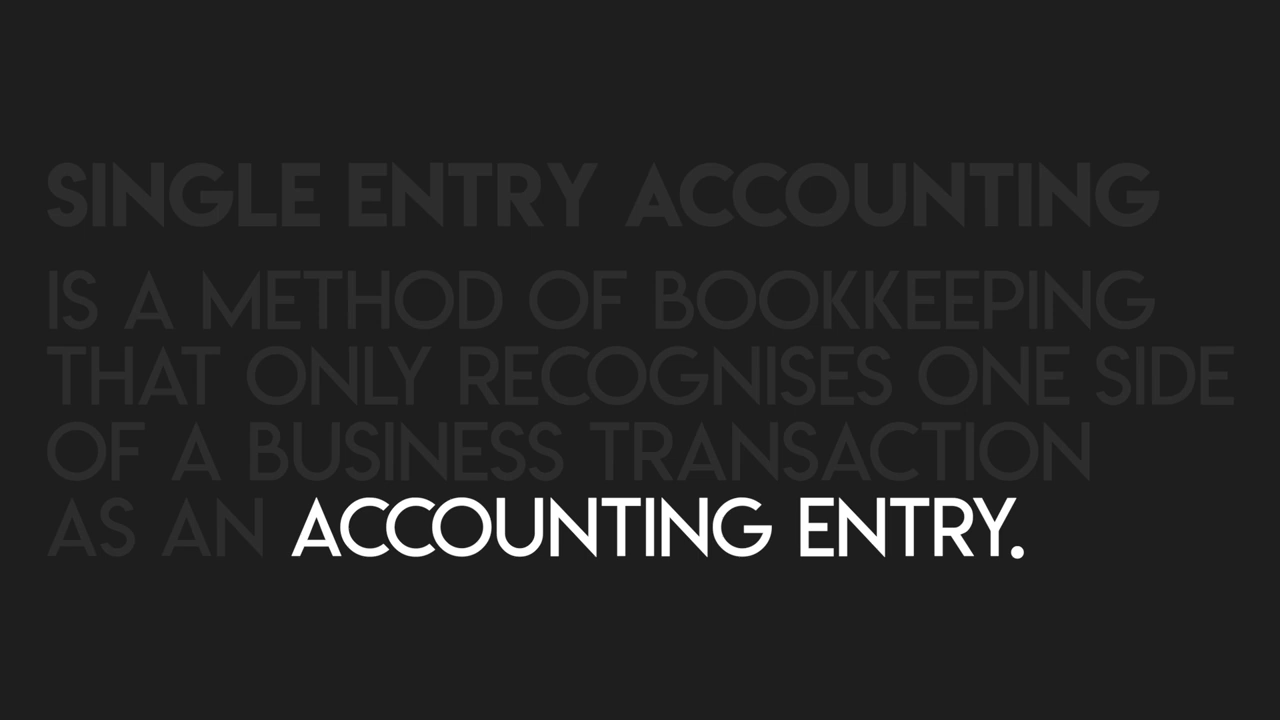 SINGLE ENTRY ACCOUNTING
IS A METHOD OF BOOKKEEPING
THAT ONLY RECOGNISES ONE SIDE
OF A BUSINESS TRANSACTION
AS AN ACCOUNTING ENTRY.